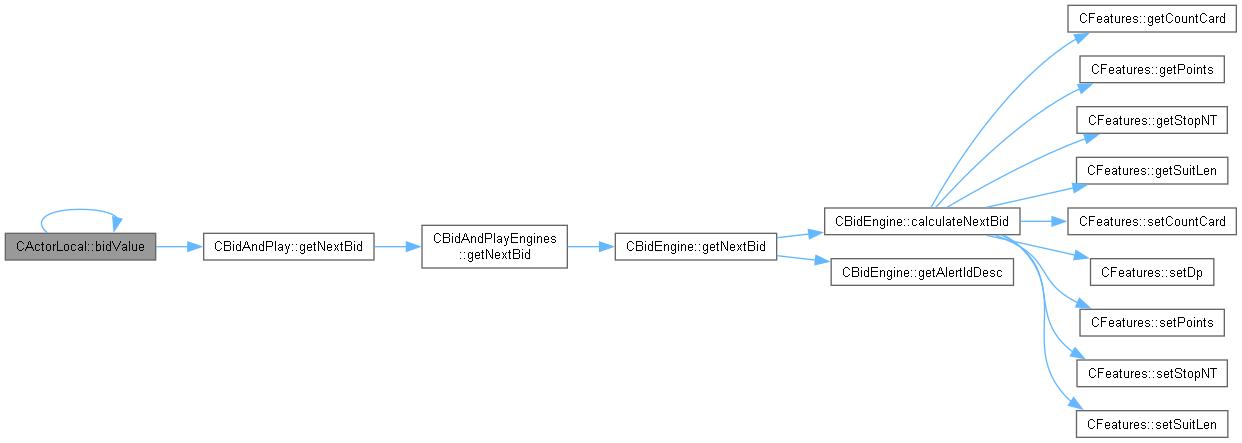 CActorLocal::bidValue
CBidAndPlay::getNextBid
CBidAndPlayEngines
::getNextBid
CBidEngine::getNextBid
CBidEngine::calculateNextBid
CBidEngine::getAlertIdDesc
CFeatures::getCountCard
CFeatures::getPoints
CFeatures::getStopNT
CFeatures::getSuitLen
CFeatures::setCountCard
CFeatures::setDp
CFeatures::setPoints
CFeatures::setStopNT
CFeatures::setSuitLen